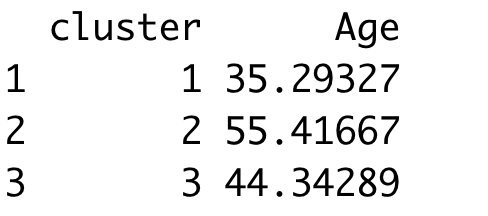 cluster Age
1 1 35.29327
2 2 55.41667
3 3 44.34289